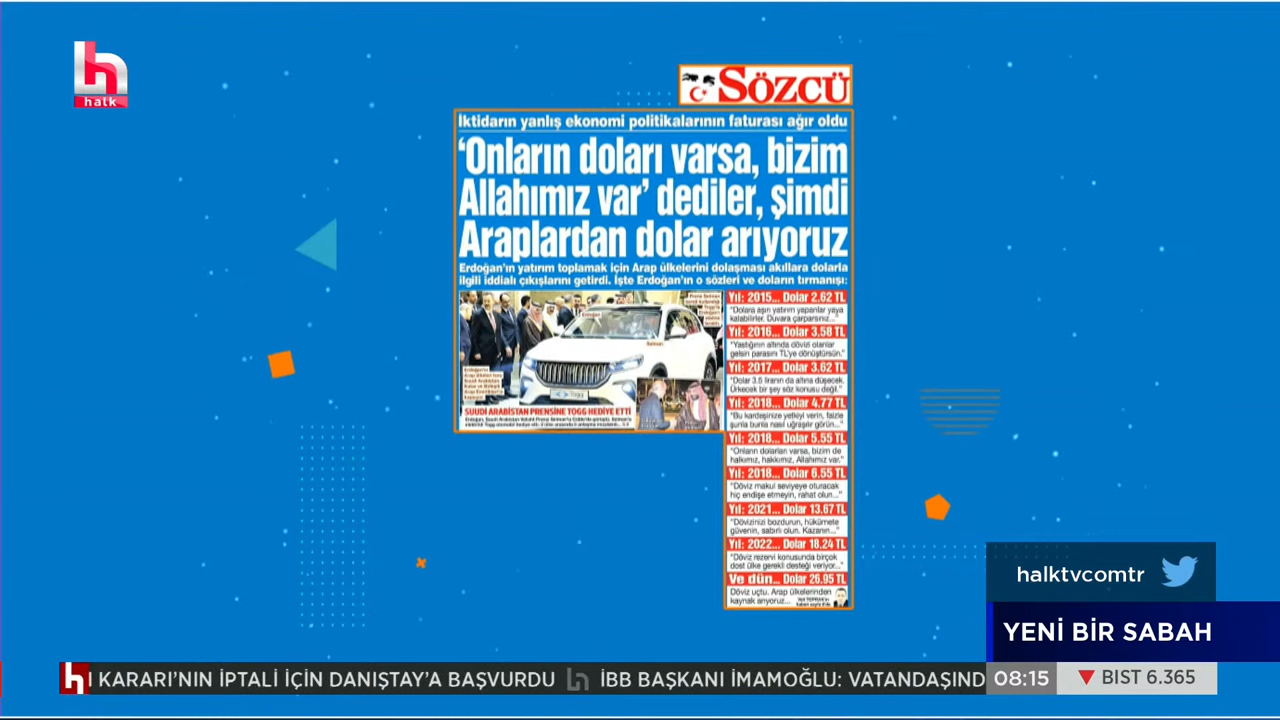 h
halk
SÖZCÜ
İktidarın yanlış ekonomi politikalarının faturası ağır oldu
‘Onların doları varsa, bizim
Allahımız var’ dediler, şimdi
Araplardan dolar arıyoruz
Erdoğan’ın yatırım toplamak için Arap ülkelerini dolaşması akıllara dolarla
ilgili iddialı çıkışlarını getirdi. İşte Erdoğan’ın o sözleri ve doların tırmanışı:
Erdoğan
Selman
Togg
SUUDİ ARABİSTAN PRENSİNE TOGG HEDİYE ETTİ
Yıl: 2015... Dolar 2.62 TL
“Dolara aşırı yatırım yapanlar yaya
kalabilirler. Duvara çarparsınız...”
Yıl: 2016... Dolar 3.58 TL
“Yastığının altında dövizi olanlar
gelsin parasını TL’ye dönüştürsün.”
Yıl: 2017... Dolar 3.62 TL
“Dolar 3.5 liranın da altına düşecek.
Ürkecek bir şey söz konusu değil.”
Yıl: 2018... Dolar 4.77 TL
“Bu kardeşinize yetkiyi verin, faizle
şunla bunla nasıl uğraşılır görün...”
Yıl: 2018... Dolar 5.55 TL
“Onların dolarları varsa, bizim de
halkımız, hakkımız, Allahımız var.”
Yıl: 2018... Dolar 6.55 TL
“Döviz makul seviyeye oturacak
hiç endişe etmeyin, rahat olun...”
Yıl: 2021... Dolar 13.67 TL
“Dövizinizi bozdurun, hükümete
güvenin, sabırlı olun. Kazanın...”
Yıl: 2022... Dolar 18.24 TL
“Döviz rezervi konusunda birçok
dost ülke gerekli desteği veriyor...”
Ve dün... Dolar 26.95 TL
Döviz uçtu. Arap ülkelerinden
kaynak arıyoruz...
halktvcomtr
YENİ BİR SABAH
h I KARARI’NIN İPTALİ İÇİN DANIŞTAY’A BAŞVURDU h İBB BAŞKANI İMAMOĞLU: VATANDAŞIND 08:15 BIST 6.365